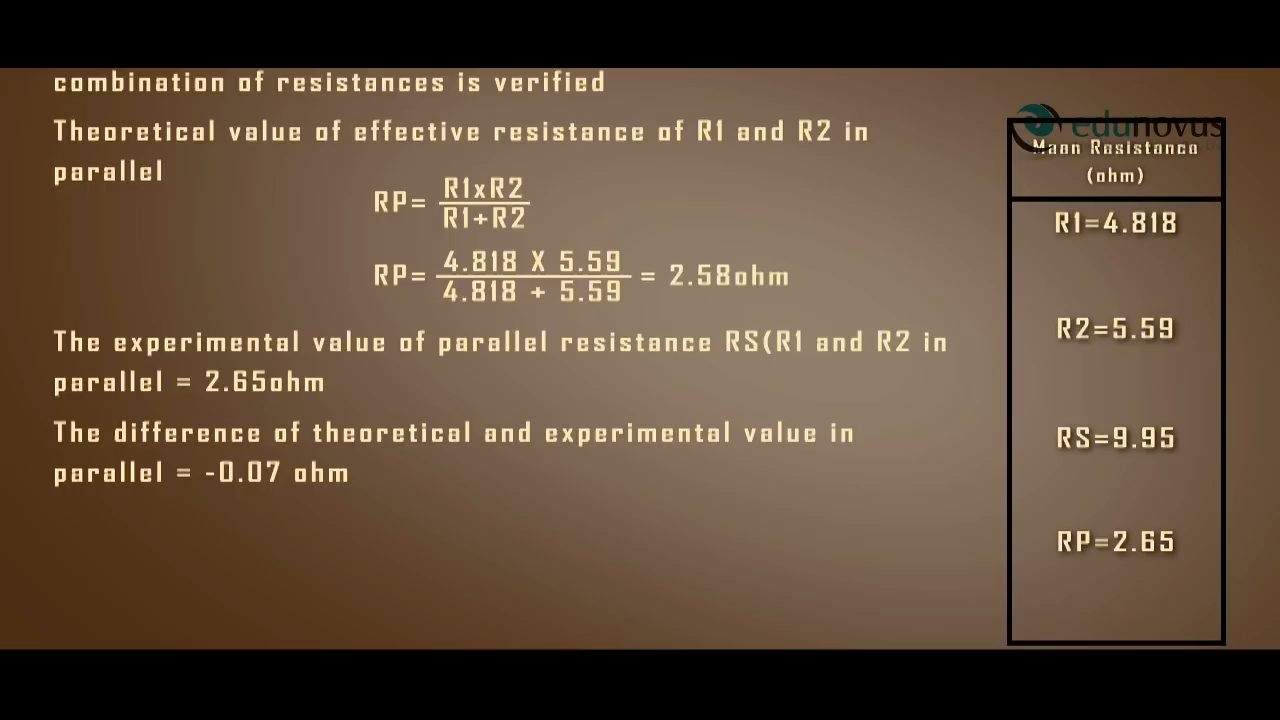 combination of resistances is verified
Theoretical value of effective resistance of R1 and R2 in
parallel
RP= R1xR2
R1+R2
RP= 4.818 X 5.59 = 2.58ohm
4.818 + 5.59
The experimental value of parallel resistance RS(R1 and R2 in
parallel = 2.65ohm
The difference of theoretical and experimental value in
parallel = -0.07 ohm
edunovus
Mean Resistance
(ohm)
R1=4.818
R2=5.59
RS=9.95
RP=2.65